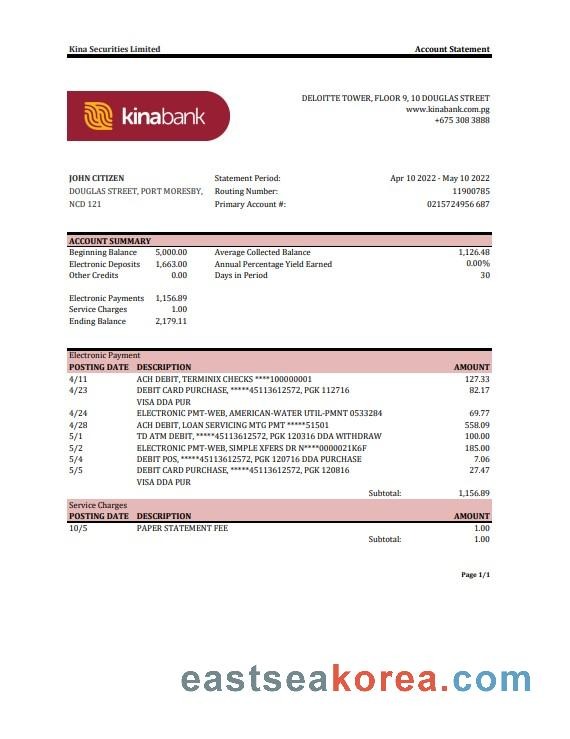 Kina Securities Limited Account Statement
kinabank
DELOITTE TOWER, FLOOR 9, 10 DOUGLAS STREET
www.kinabank.com.pg
+675 308 3888
JOHN CITIZEN Statement Period: Apr 10 2022 - May 10 2022
DOUGLAS STREET, PORT MORESBY, Routing Number: 11900785
NCD 121 Primary Account #: 0215724956 687
ACCOUNT SUMMARY
Beginning Balance 5,000.00 Average Collected Balance 1,126.48
Electronic Deposits 1,663.00 Annual Percentage Yield Earned 0.00%
Other Credits 0.00 Days in Period 30
Electronic Payments 1,156.89
Service Charges 1.00
Ending Balance 2,179.11
Electronic Payment
POSTING DATE DESCRIPTION AMOUNT
4/11 ACH DEBIT, TERMINIX CHECKS ****100000001 127.33
4/23 DEBIT CARD PURCHASE, *****45113612572, PGK 112716 82.17
VISA DDA PUR
4/24 ELECTRONIC PMT-WEB, AMERICAN-WATER UTIL-PMNT 0533284 69.77
4/28 ACH DEBIT, LOAN SERVICING MTG PMT *****51501 558.09
5/1 TD ATM DEBIT, *****45113612572, PGK 120316 DDA WITHDRAW 100.00
5/2 ELECTRONIC PMT-WEB, SIMPLE XFERS DR N****0000021K6F 185.00
5/4 DEBIT POS, *****45113612572, PGK 120716 DDA PURCHASE 7.06
5/5 DEBIT CARD PURCHASE, *****45113612572, PGK 120816 27.47
VISA DDA PUR
Subtotal: 1,156.89
Service Charges
POSTING DATE DESCRIPTION AMOUNT
10/5 PAPER STATEMENT FEE 1.00
Subtotal: 1.00
Page 1/1
eastseakorea.com